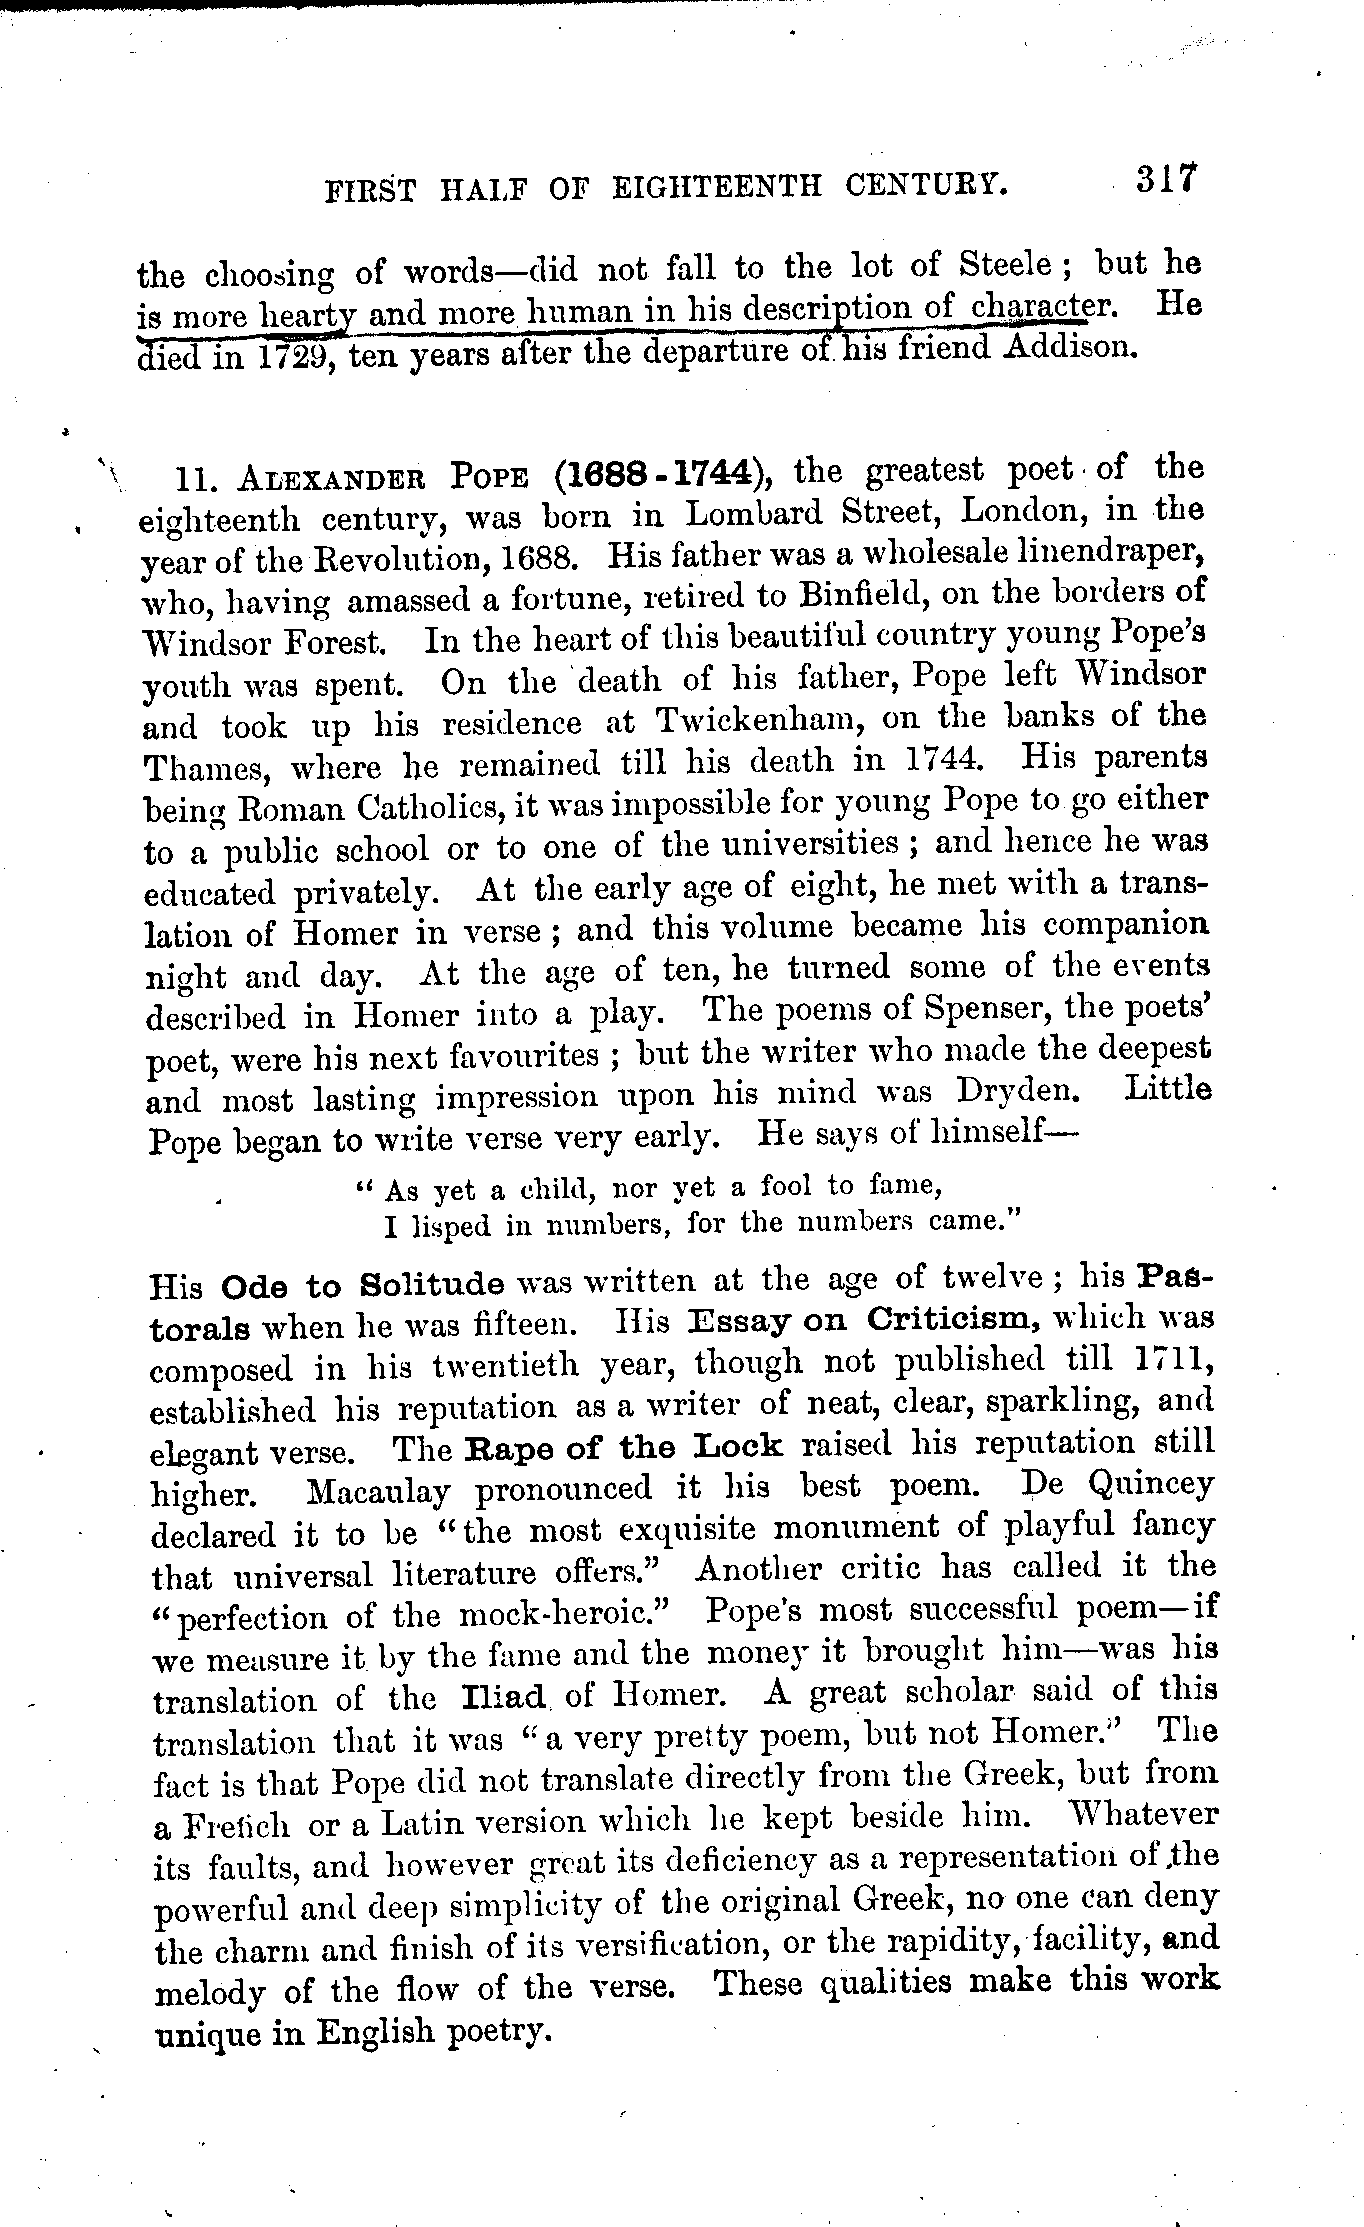 FIRST HALF OF EIGHTEENTH CENTURY. 317
the choosing of words—did not fall to the lot of Steele ; but he
is more hearty and more human in his description of character. He
died in 1729, ten years after the departure of his friend Addison.
11. ALEXANDER POPE (1688-1744), the greatest poet of the
eighteenth century, was born in Lombard Street, London, in the
year of the Revolution, 1688. His father was a wholesale linendraper,
who, having amassed a fortune, retired to Binfield, on the borders of
Windsor Forest. In the heart of this beautiful country young Pope's
youth was spent. On the death of his father, Pope left Windsor
and took up his residence at Twickenham, on the banks of the
Thames, where he remained till his death in 1744. His parents
being Roman Catholics, it was impossible for young Pope to go either
to a public school or to one of the universities ; and hence he was
educated privately. At the early age of eight, he met with a trans-
lation of Homer in verse ; and this volume became his companion
night and day. At the age of ten, he turned some of the events
described in Homer into a play. The poems of Spenser, the poets'
poet, were his next favourites ; but the writer who made the deepest
and most lasting impression upon his mind was Dryden. Little
Pope began to write verse very early. He says of himself—
“ As yet a child, nor yet a fool to fame,
I lisped in numbers, for the numbers came.”
His Ode to Solitude was written at the age of twelve ; his Pas-
torals when he was fifteen. His Essay on Criticism, which was
composed in his twentieth year, though not published till 1711,
established his reputation as a writer of neat, clear, sparkling, and
elegant verse. The Rape of the Lock raised his reputation still
higher. Macaulay pronounced it his best poem. De Quincey
declared it to be “the most exquisite monument of playful fancy
that universal literature offers.” Another critic has called it the
“perfection of the mock-heroic.” Pope's most successful poem—if
we measure it by the fame and the money it brought him—was his
translation of the Iliad of Homer. A great scholar said of this
translation that it was “a very pretty poem, but not Homer.” The
fact is that Pope did not translate directly from the Greek, but from
a French or a Latin version which he kept beside him. Whatever
its faults, and however great its deficiency as a representation of the
powerful and deep simplicity of the original Greek, no one can deny
the charm and finish of its versification, or the rapidity, facility, and
melody of the flow of the verse. These qualities make this work
unique in English poetry.